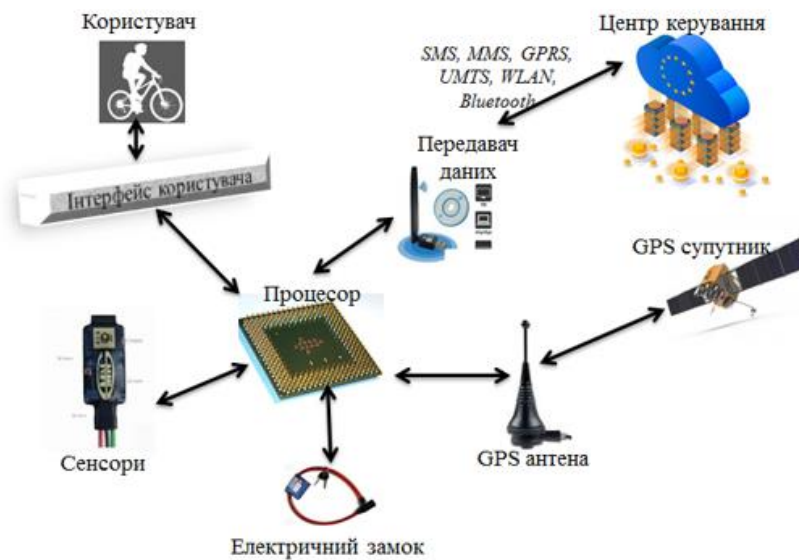 Користувач
Центр керування
SMS, MMS, GPRS,
UMTS, WLAN,
Bluetooth
Передавач
даних
Інтерфейс користувача
GPS супутник
Процесор
Сенсори
GPS антена
Електричний замок